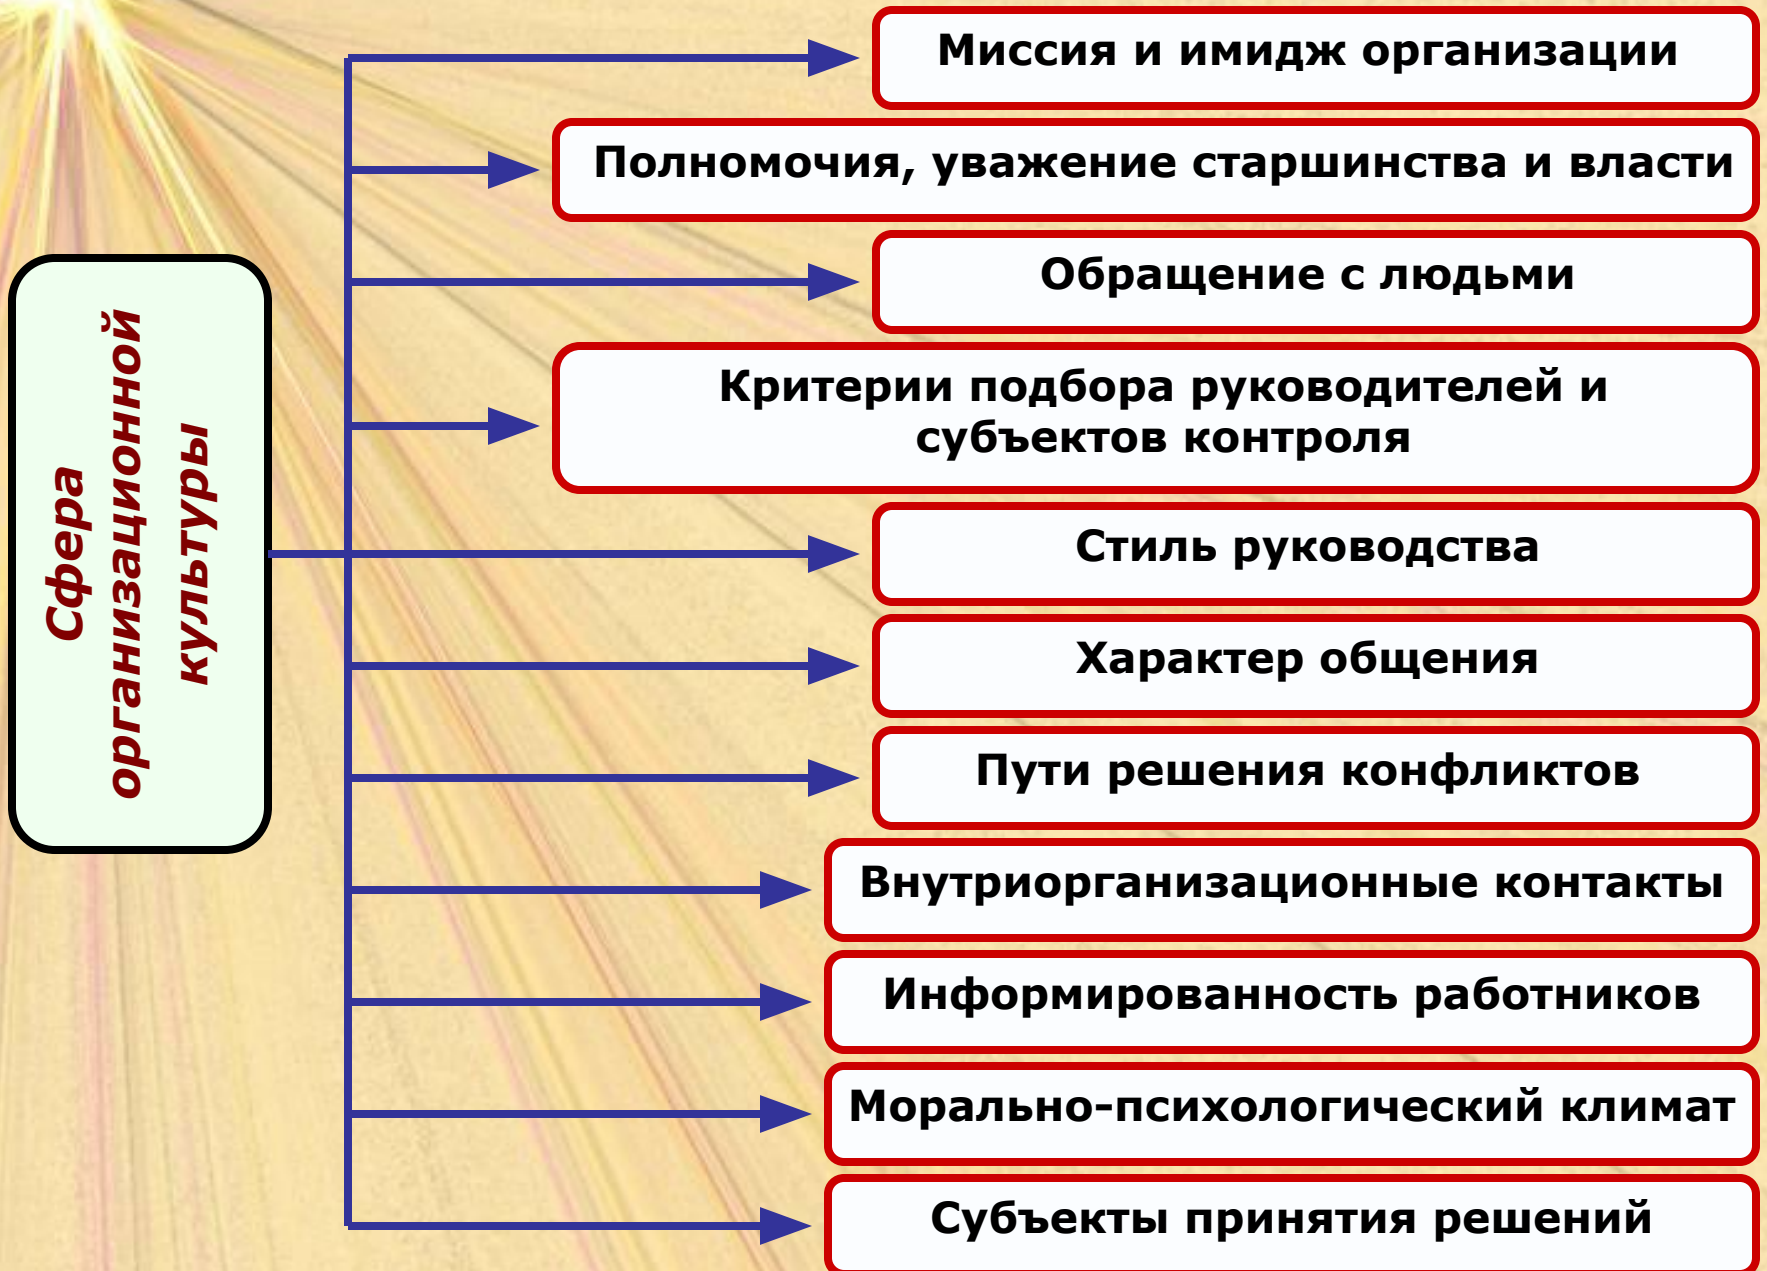 Сфера
организационной
культуры
Миссия и имидж организации
Полномочия, уважение старшинства и власти
Обращение с людьми
Критерии подбора руководителей и
субъектов контроля
Стиль руководства
Характер общения
Пути решения конфликтов
Внутриорганизационные контакты
Информированность работников
Морально-психологический климат
Субъекты принятия решений